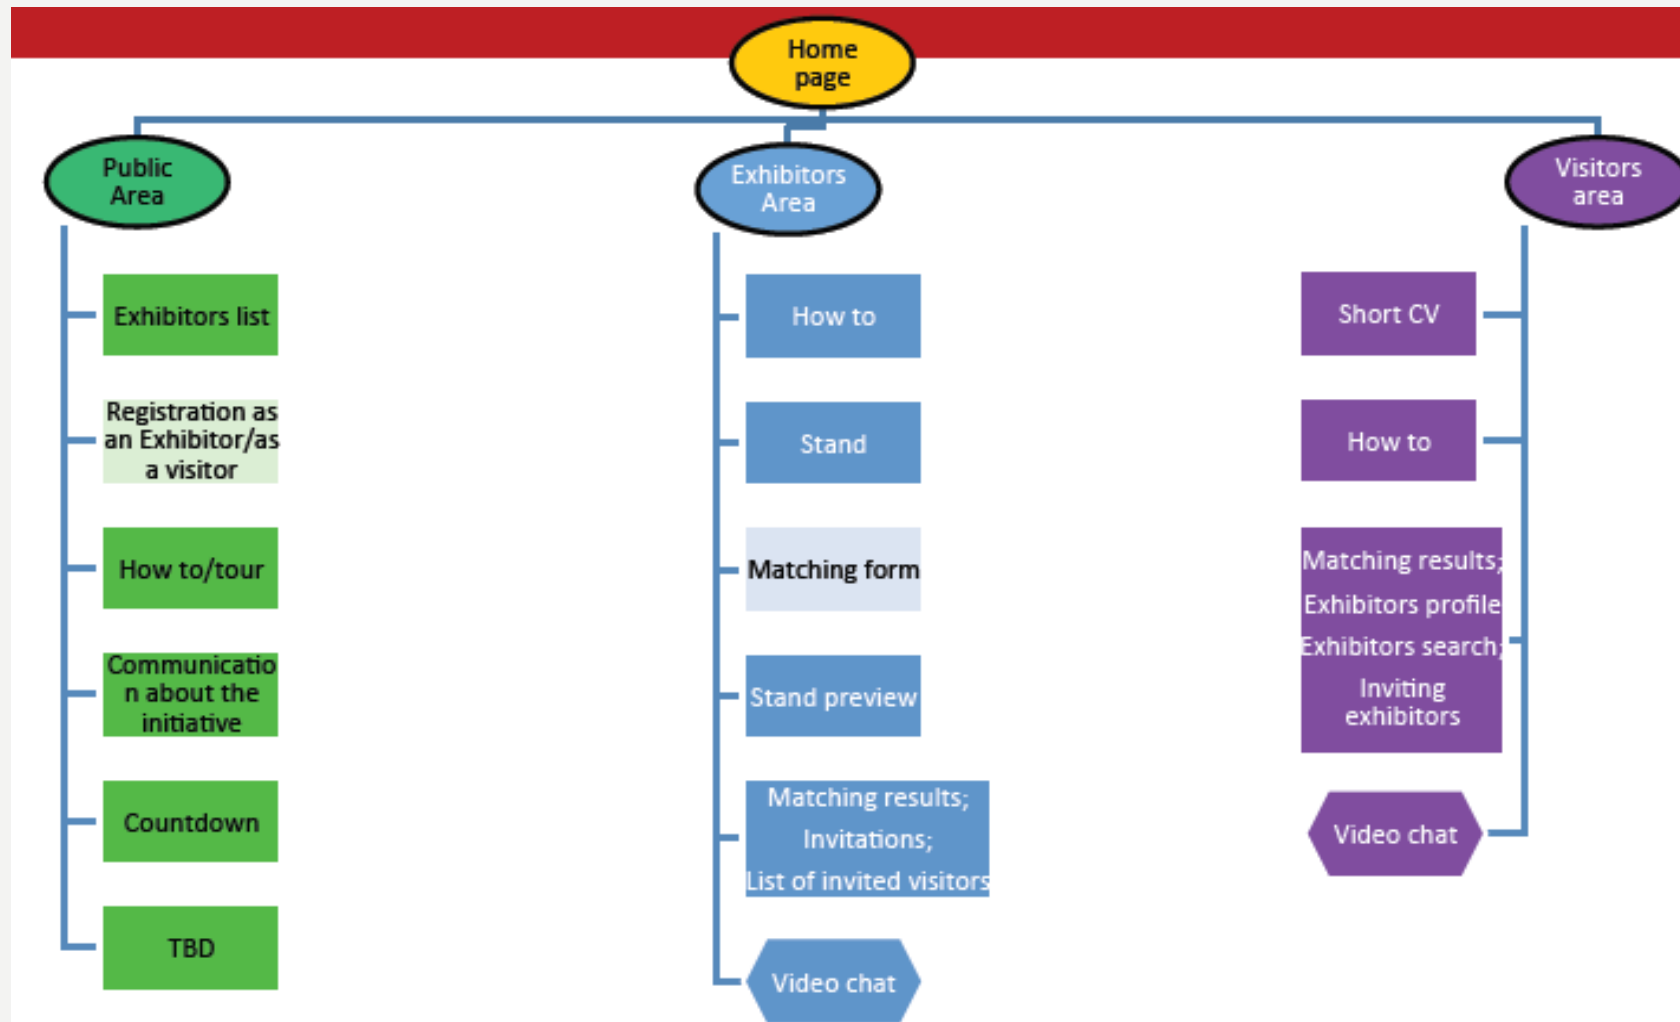 Home
page
Public
Area
Exhibitors
Area
Visitors
area
Exhibitors list
Registration as
an Exhibitor/as
a visitor
How to/tour
Communicatio
n about the
initiative
Countdown
TBD
How to
Stand
Matching form
Stand preview
Matching results;
Invitations;
List of invited visitors
Video chat
Short CV
How to
Matching results;
Exhibitors profile
Exhibitors search;
Inviting
exhibitors
Video chat